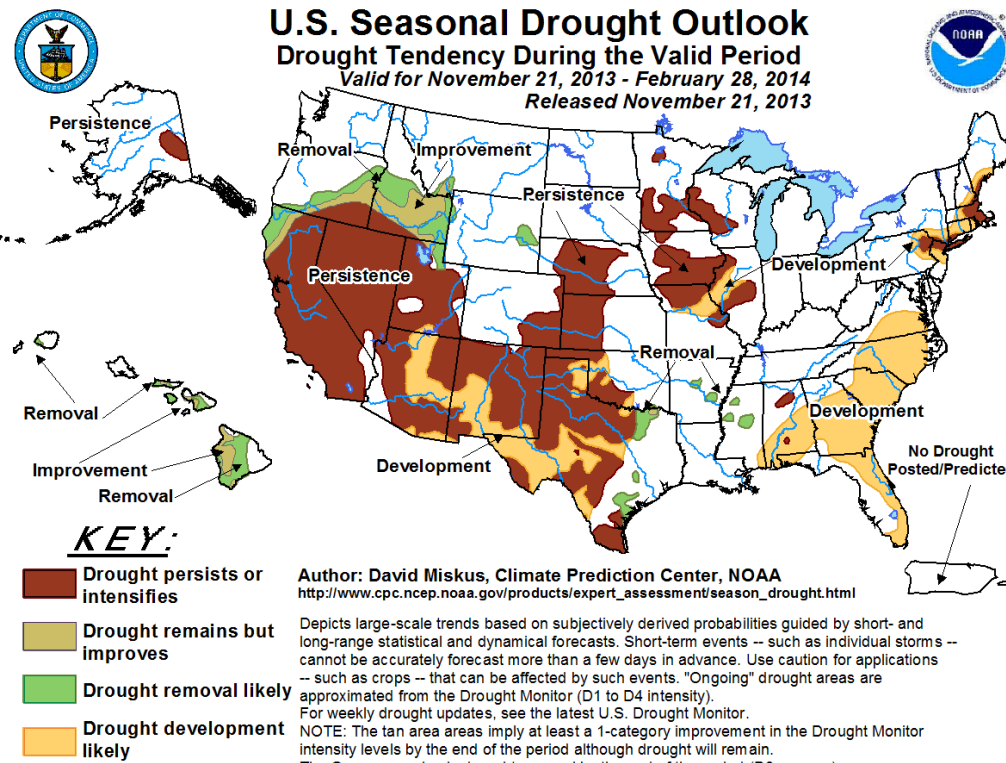 U.S. Seasonal Drought Outlook
Drought Tendency During the Valid Period
Valid for November 21, 2013 - February 28, 2014
Released November 21, 2013
NOAA
Persistence
Removal
Improvement
Persistence
Persistence
Development
Removal
Development
Development
Removal
Improvement
Removal
No Drought
Posted/Predicte
KEY:
Drought persists or
intensifies
Drought remains but
improves
Drought removal likely
Drought development
likely
Author: David Miskus, Climate Prediction Center, NOAA
http://www.cpc.ncep.noaa.gov/products/expert_assessment/season_drought.html
Depicts large-scale trends based on subjectively derived probabilities guided by short- and
long-range statistical and dynamical forecasts. Short-term events -- such as individual storms --
cannot be accurately forecast more than a few days in advance. Use caution for applications
-- such as crops -- that can be affected by such events. "Ongoing" drought areas are
approximated from the Drought Monitor (D1 to D4 intensity).
For weekly drought updates, see the latest U.S. Drought Monitor.
NOTE: The tan area areas imply at least a 1-category improvement in the Drought Monitor
intensity levels by the end of the period although drought will remain.